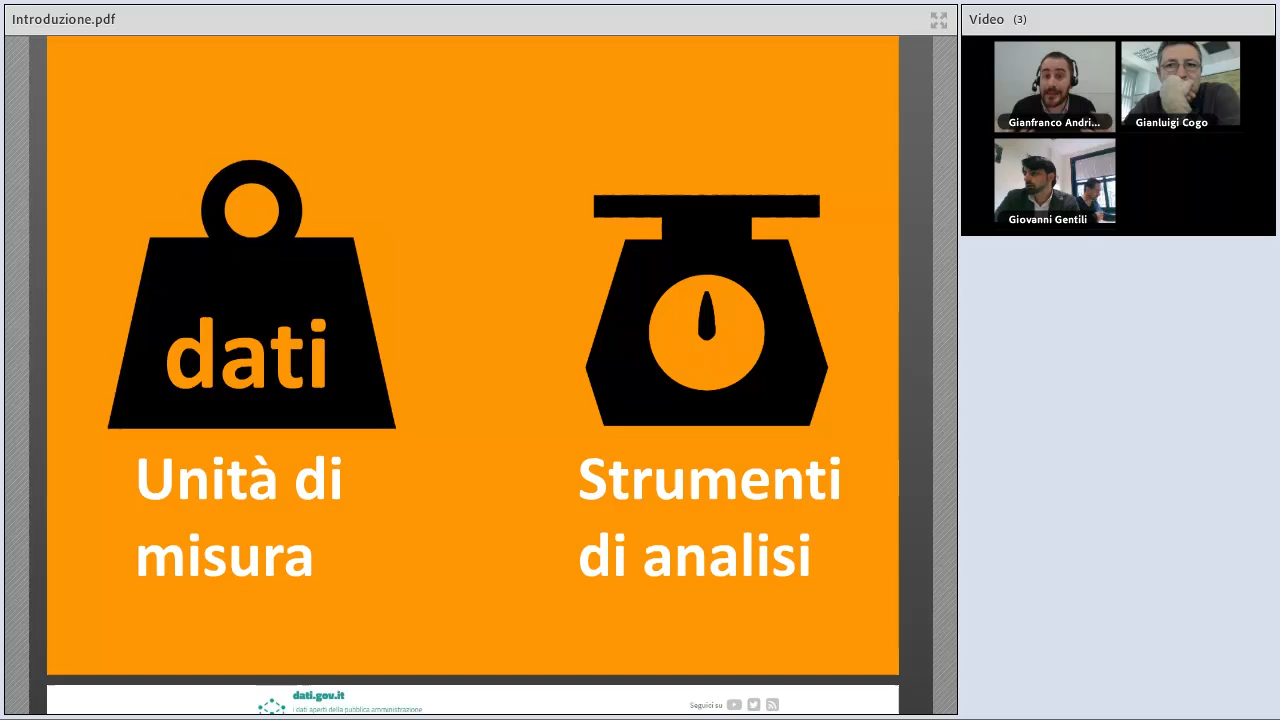 Introduzione.pdf
dati
Unità di
misura
Strumenti
di analisi
dati.gov.it
i dati aperti della pubblica amministrazione
Seguici su
Video (3)
Gianfranco Andri...
Gianluigi Cogo
Giovanni Gentili